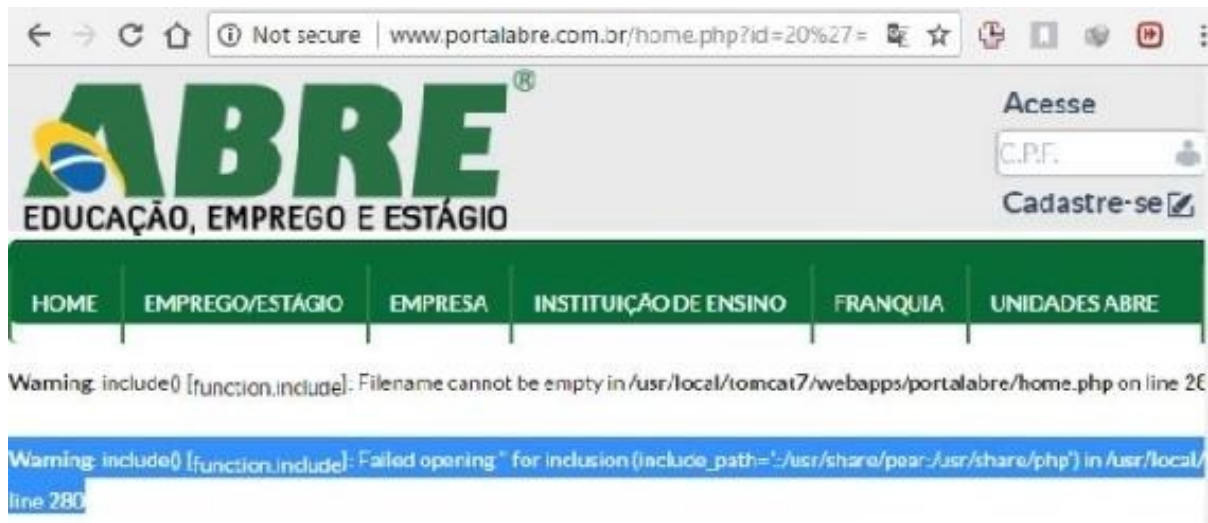 Not secure | www.portalabre.com.br/home.php?id=20%27=
ABRE®
EDUCAÇÃO, EMPREGO E ESTÁGIO
Acesse
C.P.F.
Cadastre-se
HOME EMPREGO/ESTÁGIO EMPRESA INSTITUIÇÃO DE ENSINO FRANQUIA UNIDADES ABRE
Warning: include() [function.include]: Filename cannot be empty in /usr/local/tomcat7/webapps/portalabre/home.php on line 28
Warning: include() [function.include]: Failed opening '' for inclusion (include_path='.:/usr/share/pear:/usr/share/php') in /usr/local/
line 280